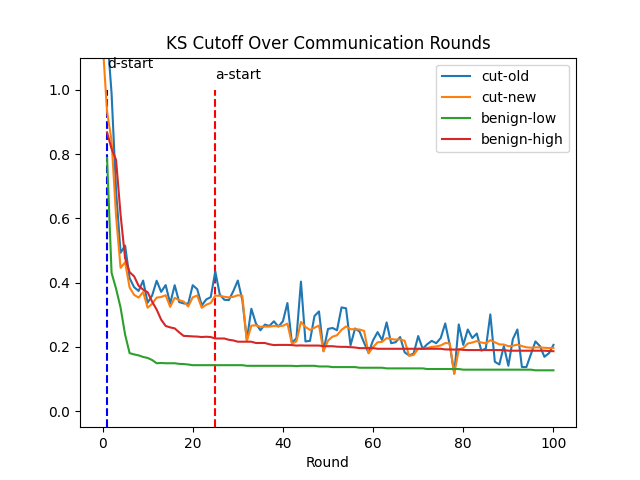 KS Cutoff Over Communication Rounds
d-start
a-start
cut-old
cut-new
benign-low
benign-high
1.0
0.8
0.6
0.4
0.2
0.0
0
20
40
60
80
100
Round